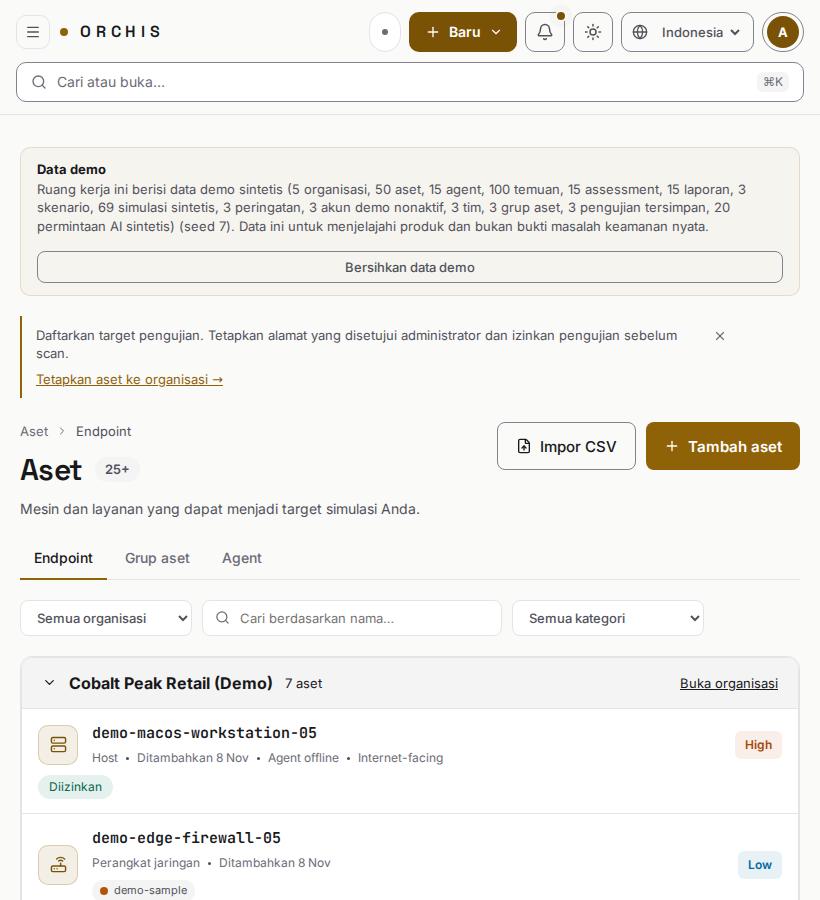 ORCHIS
Baru
Indonesia
A
Cari atau buka...
⌘K
Data demo
Ruang kerja ini berisi data demo sintetis (5 organisasi, 50 aset, 15 agent, 100 temuan, 15 assessment, 15 laporan, 3
skenario, 69 simulasi sintetis, 3 peringatan, 3 akun demo nonaktif, 3 tim, 3 grup aset, 3 pengujian tersimpan, 20
permintaan AI sintetis) (seed 7). Data ini untuk menjelajahi produk dan bukan bukti masalah keamanan nyata.
Bersihkan data demo
Daftarkan target pengujian. Tetapkan alamat yang disetujui administrator dan izinkan pengujian sebelum
scan.
Tetapkan aset ke organisasi →
Aset > Endpoint
Impor CSV
Tambah aset
Aset 25+
Mesin dan layanan yang dapat menjadi target simulasi Anda.
Endpoint Grup aset Agent
Semua organisasi
Cari berdasarkan nama...
Semua kategori
Cobalt Peak Retail (Demo) 7 aset
Buka organisasi
demo-macos-workstation-05
Host • Ditambahkan 8 Nov • Agent offline • Internet-facing
High
Diizinkan
demo-edge-firewall-05
Perangkat jaringan • Ditambahkan 8 Nov
Low
demo-sample